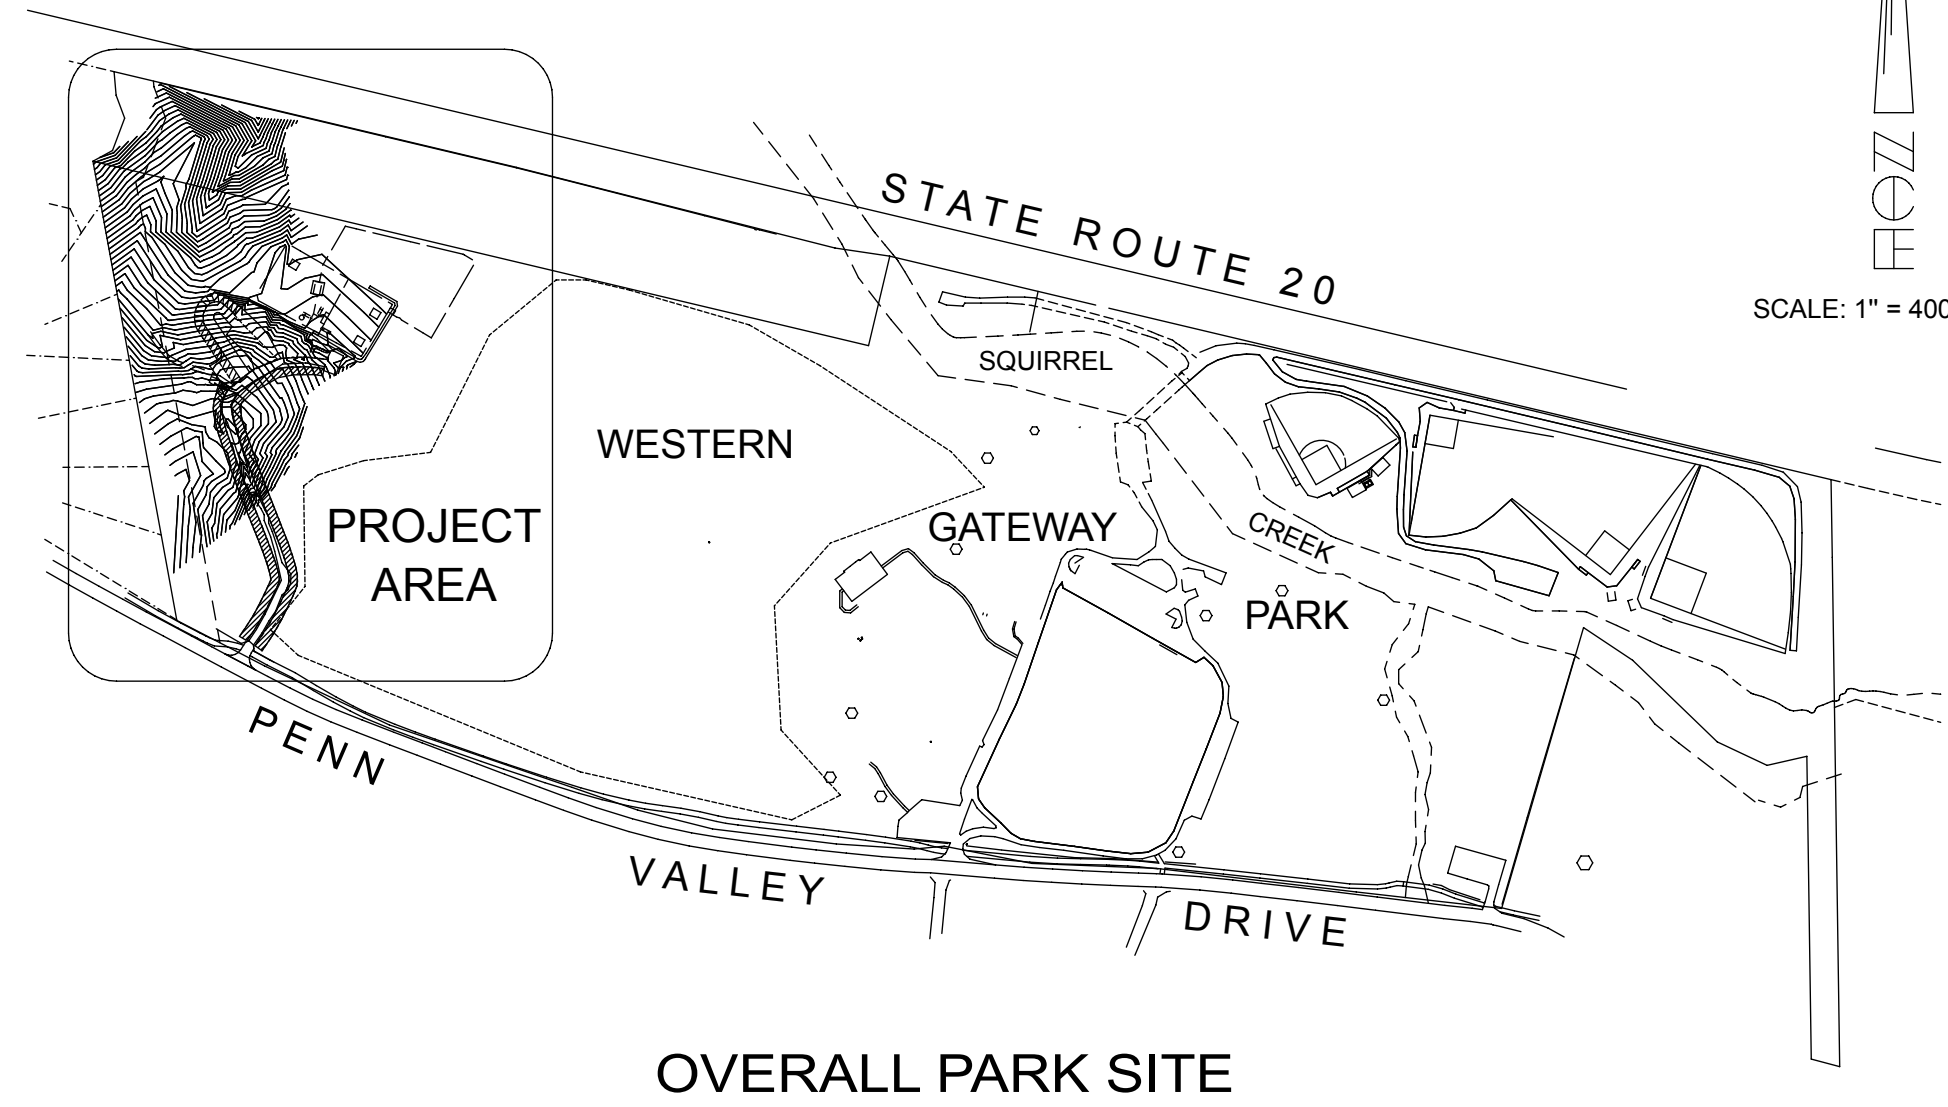 STATE ROUTE 20
SCALE: 1" = 400
SQUIRREL
WESTERN
PROJECT
AREA
GATEWAY
CREEK
PARK
PENN
VALLEY
DRIVE
OVERALL PARK SITE